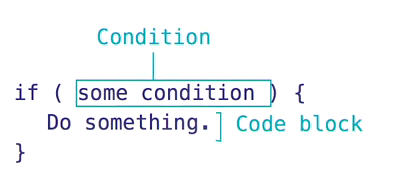 Condition
if ( some condition ) {
Do something. Code block
}